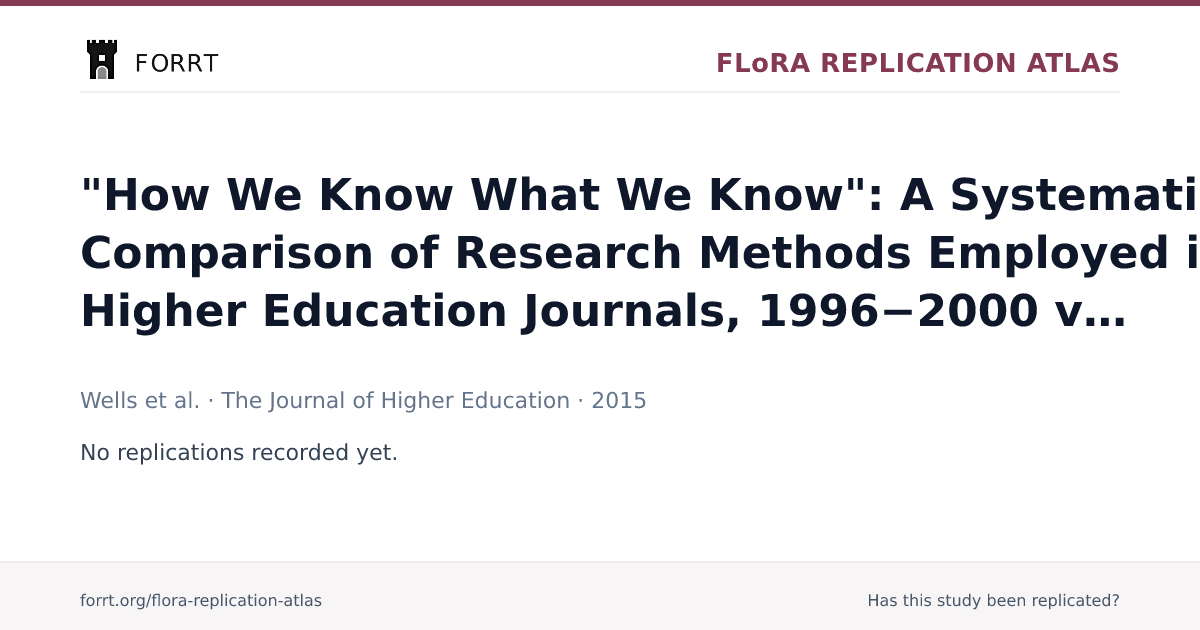 FORRT
FLoRA REPLICATION ATLAS
"How We Know What We Know": A Systemati
Comparison of Research Methods Employed i
Higher Education Journals, 1996−2000 v…
Wells et al. · The Journal of Higher Education · 2015
No replications recorded yet.
forrt.org/flora-replication-atlas
Has this study been replicated?